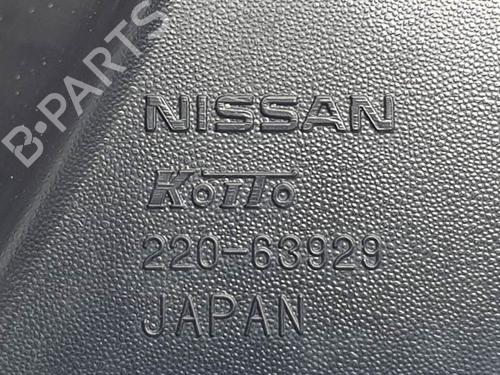 B-PARTS
NISSAN
KOITO
220-63929
JAPAN